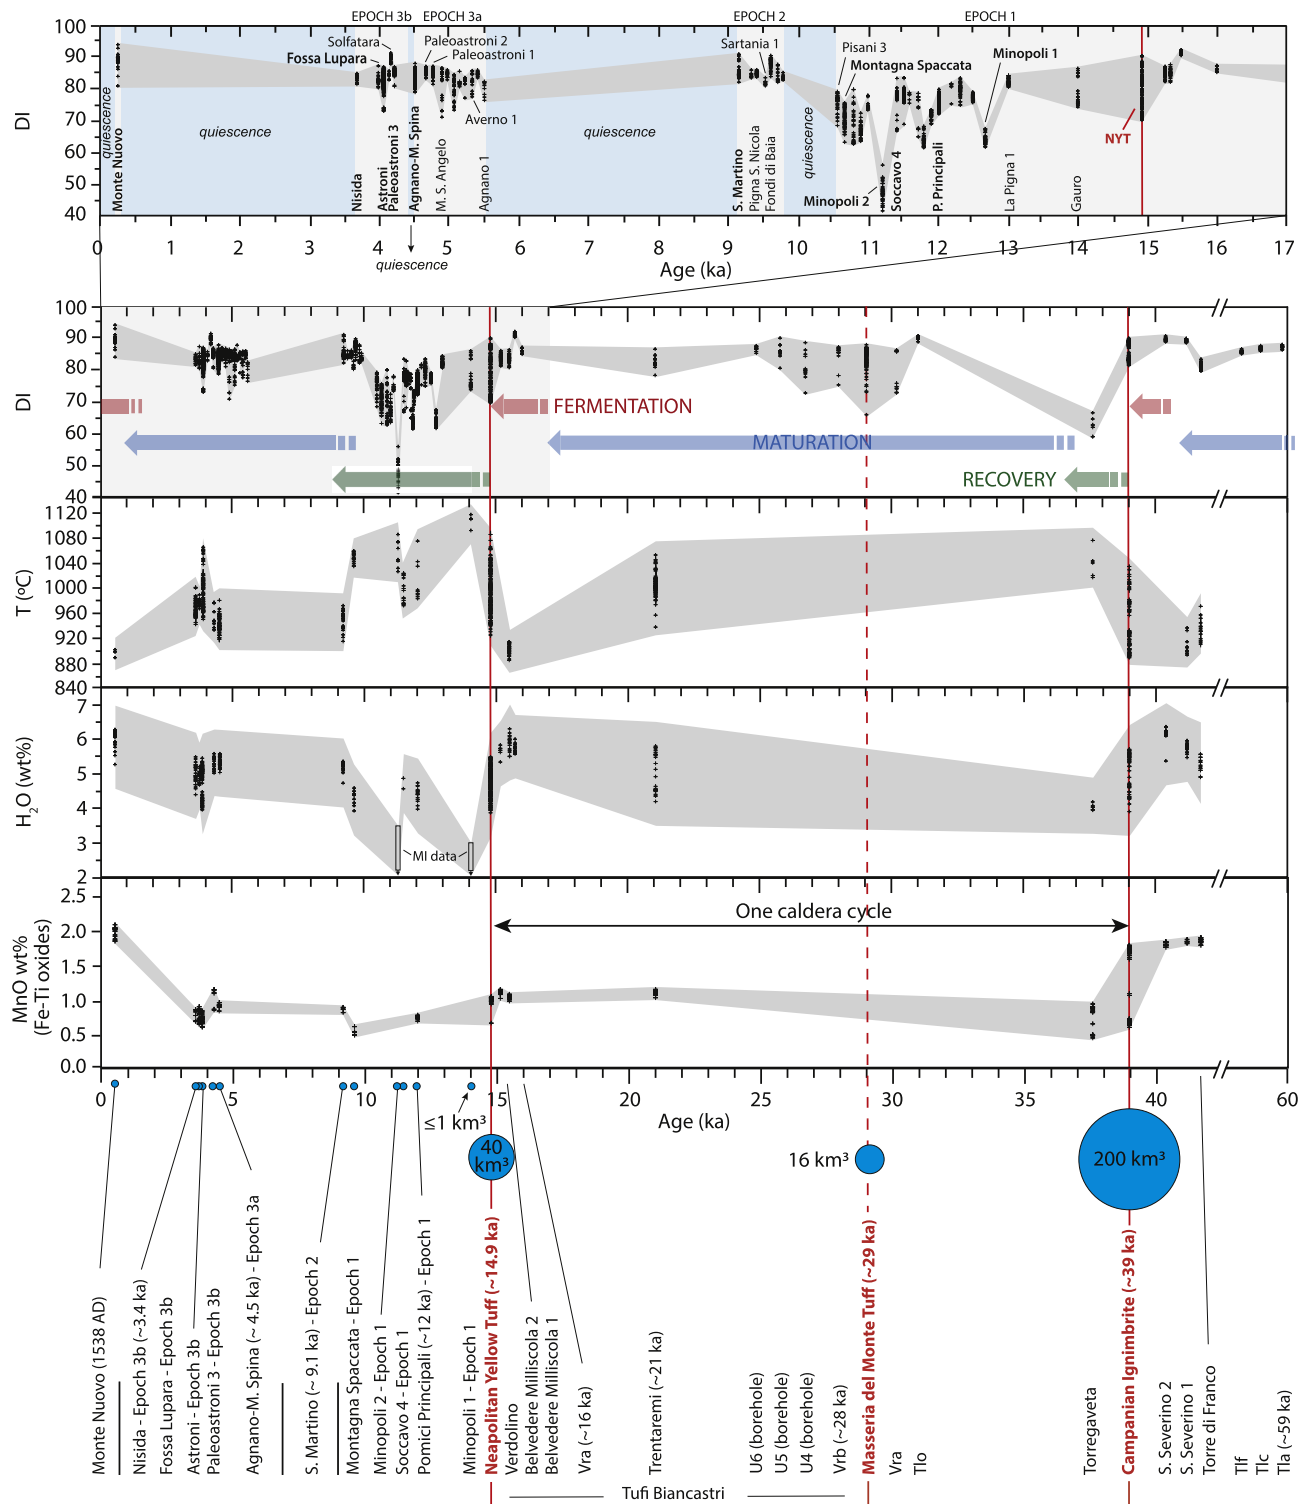 EPOCH 3b EPOCH 3a EPOCH 2 EPOCH 1
100
90
80
70
60
50
40
DI
Solfatara
Fossa Lupara
Paleoastroni 2
Paleoastroni 1
Averno 1
Sartania 1
Pisani 3
Montagna Spaccata
Minopoli 1
Minopoli 2
NYT
quiescence
quiescence
quiescence
quiescence
Monte Nuovo
Nisida
Astroni
Paleoastroni 3
Agnano-M. Spina
M. S. Angelo
Agnano 1
S. Martino
Pigna S. Nicola
Fondi di Baia
Soccavo 4
P. Principali
La Pigna 1
Gauro
0 1 2 3 4 5 6 7 8 9 10 11 12 13 14 15 16 17
quiescence
Age (ka)
100
90
80
70
60
50
40
DI
FERMENTATION
MATURATION
RECOVERY
1120
1080
1040
1000
960
920
880
840
T (ºC)
7
6
5
4
3
2
H2O (wt%)
MI data
2.5
2.0
1.5
1.0
0.5
0.0
MnO wt%
(Fe-Ti oxides)
One caldera cycle
0 5 10 15 20 25 30 35 40 60
Age (ka)
≤1 km³
40
km³
16 km³
200 km³
Monte Nuovo (1538 AD)
Nisida - Epoch 3b (~3.4 ka)
Fossa Lupara - Epoch 3b
Astroni - Epoch 3b
Paleoastroni 3 - Epoch 3b
Agnano-M. Spina (~ 4.5 ka) - Epoch 3a
S. Martino (~ 9.1 ka) - Epoch 2
Montagna Spaccata - Epoch 1
Minopoli 2 - Epoch 1
Soccavo 4 - Epoch 1
Pomici Principali (~12 ka) - Epoch 1
Minopoli 1 - Epoch 1
Neapolitan Yellow Tuff (~14.9 ka)
Verdolino
Belvedere Milliscola 2
Belvedere Milliscola 1
Vra (~16 ka)
Trentaremi (~21 ka)
U6 (borehole)
U5 (borehole)
U4 (borehole)
Vrb (~28 ka)
Masseria del Monte Tuff (~29 ka)
Vra
Tlo
Torregaveta
Campanian Ignimbrite (~39 ka)
S. Severino 2
S. Severino 1
Torre di Franco
Tlf
Tlc
Tla (~59 ka)
Tufi Biancastri